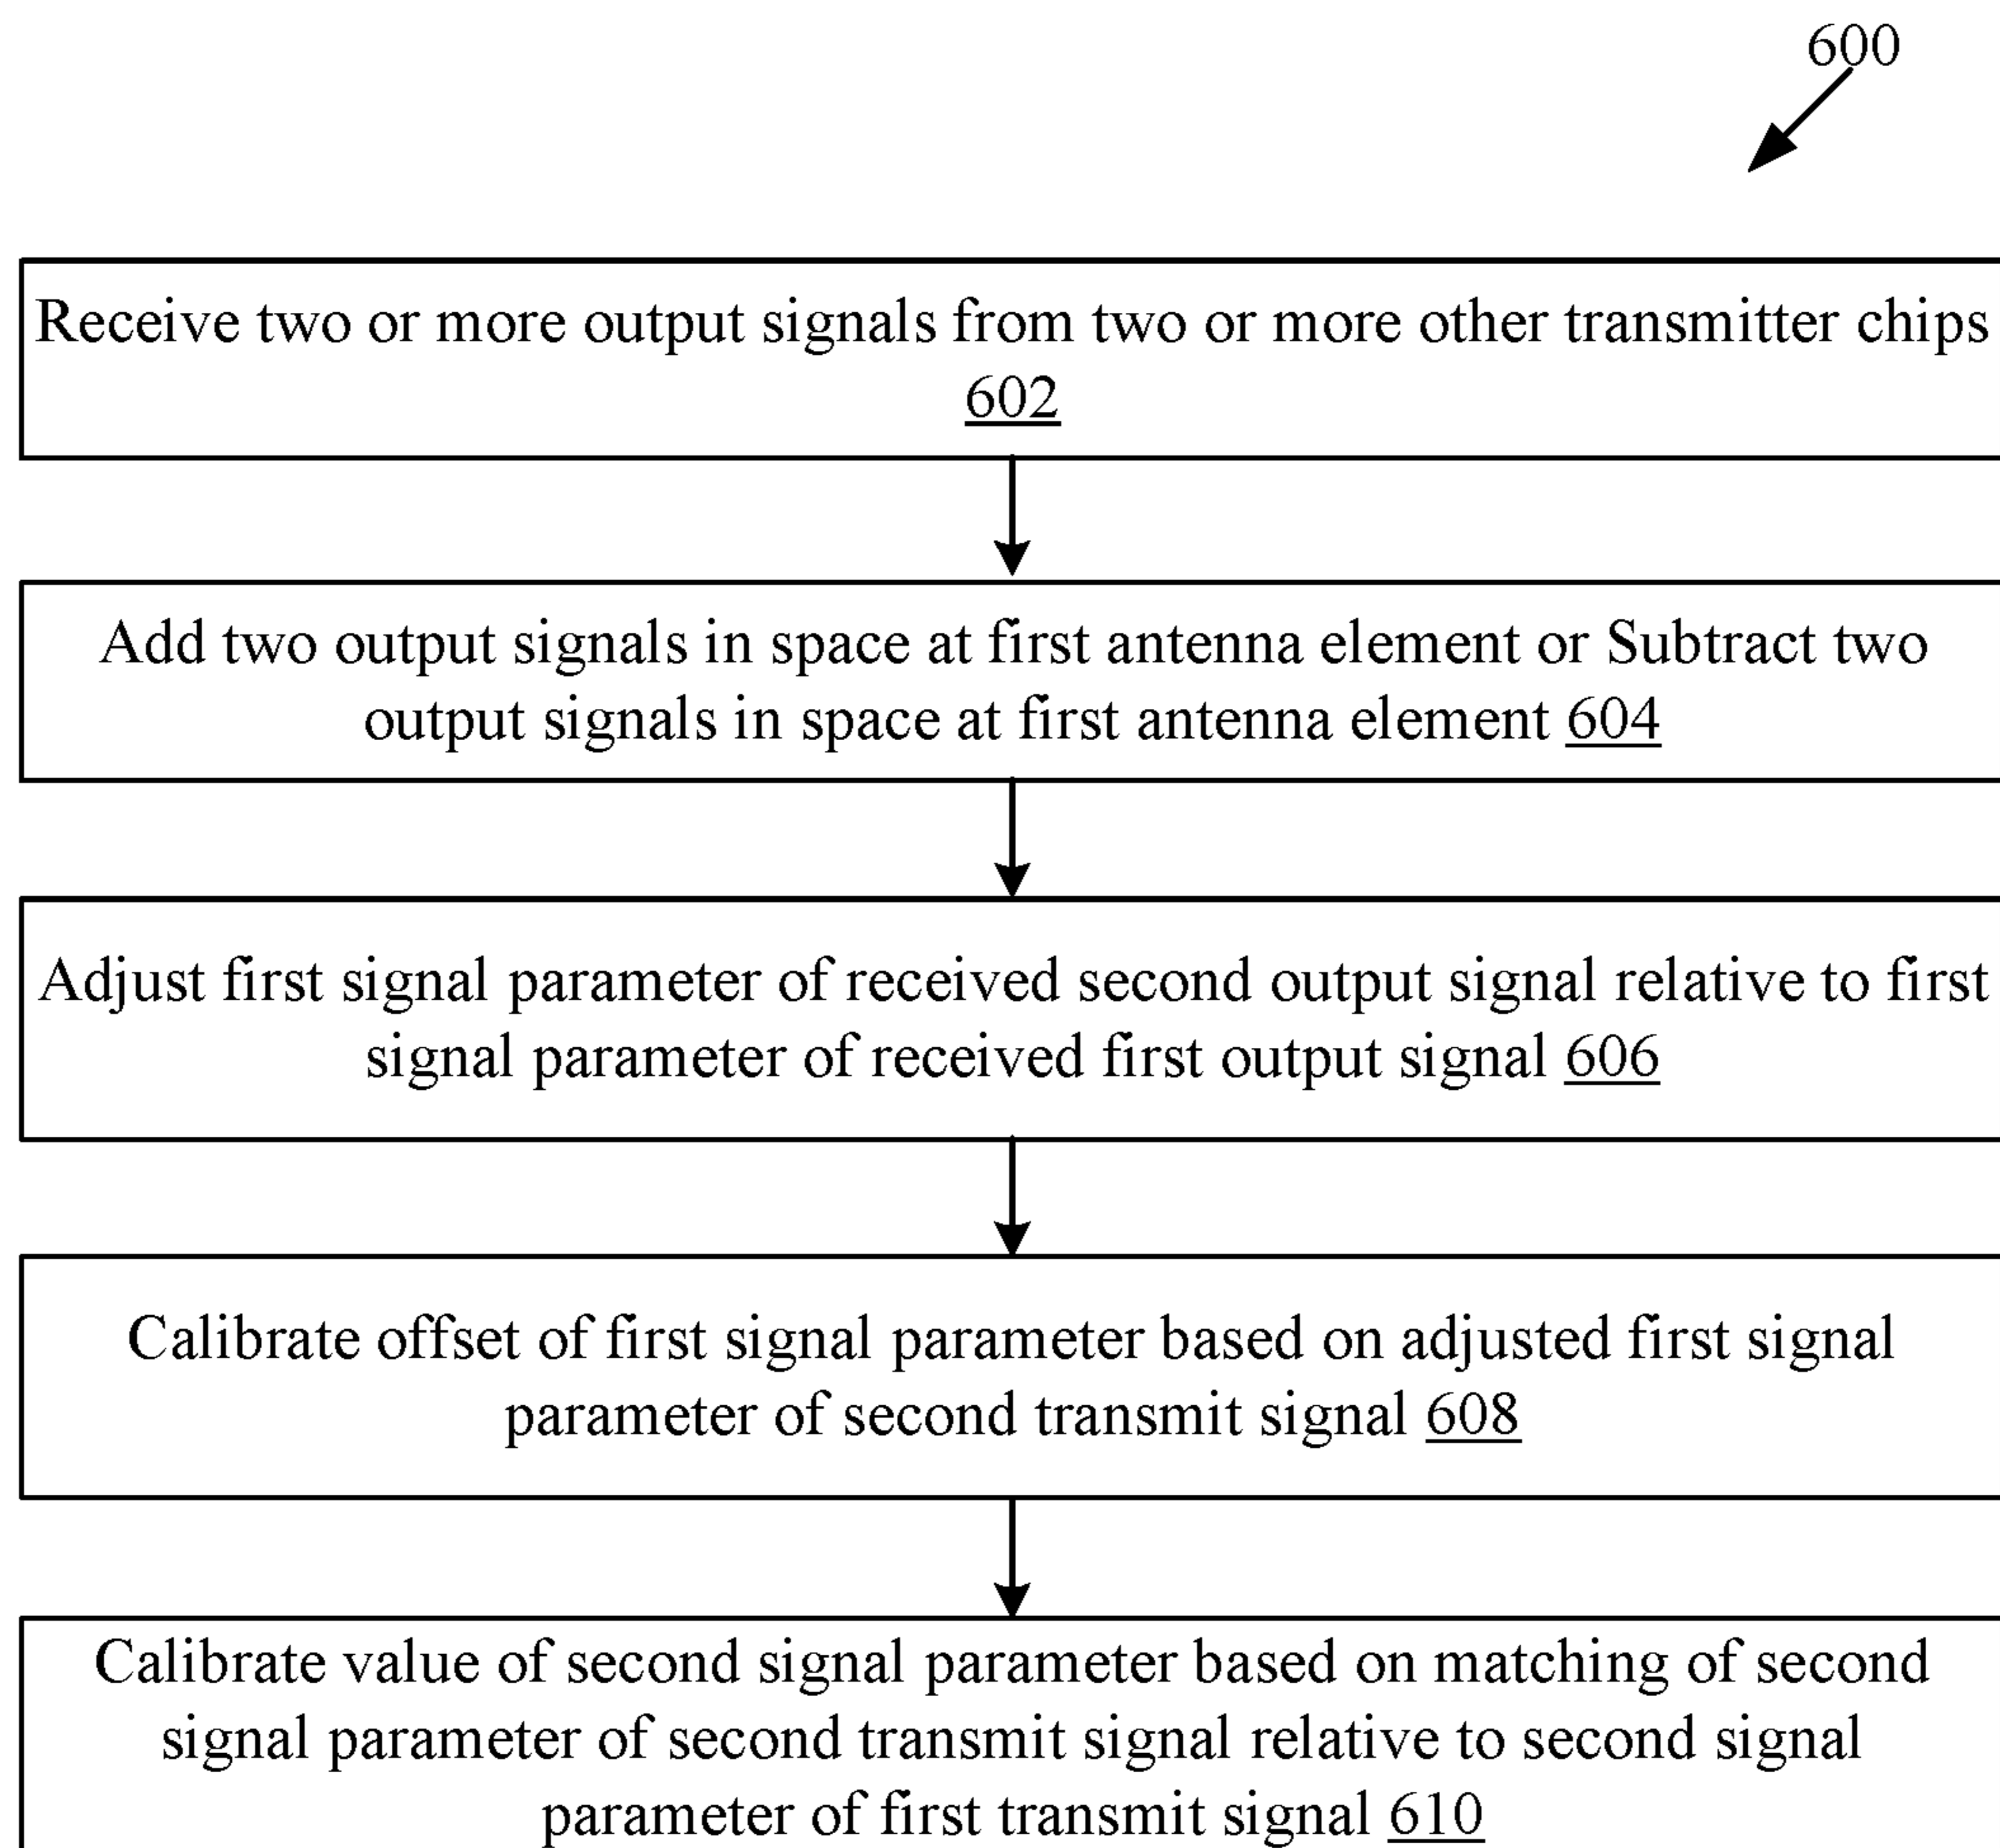 600
Receive two or more output signals from two or more other transmitter chips
602
Add two output signals in space at first antenna element or Subtract two
output signals in space at first antenna element 604
Adjust first signal parameter of received second output signal relative to first
signal parameter of received first output signal 606
Calibrate offset of first signal parameter based on adjusted first signal
parameter of second transmit signal 608
Calibrate value of second signal parameter based on matching of second
signal parameter of second transmit signal relative to second signal
parameter of first transmit signal 610